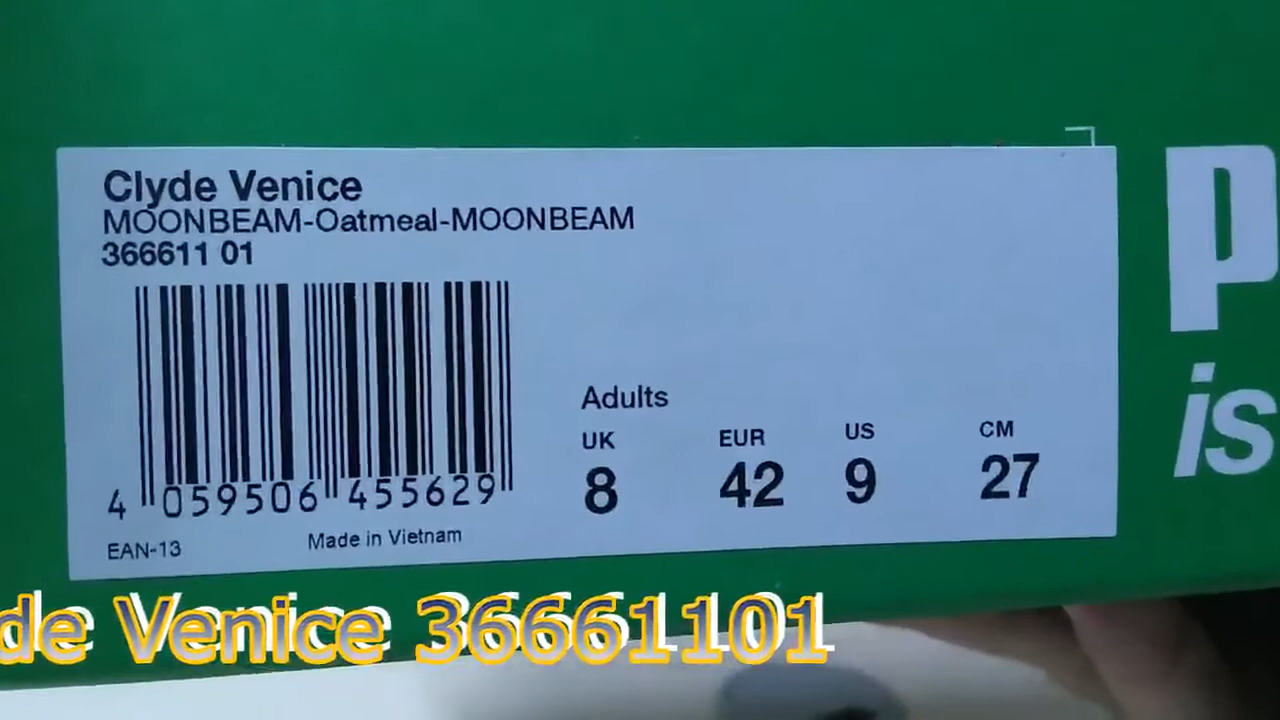 Clyde Venice
MOONBEAM-Oatmeal-MOONBEAM
366611 01
4 059506 455629
EAN-13
Made in Vietnam
Adults
UK EUR US CM
8 42 9 27
is
de Venice 36661101